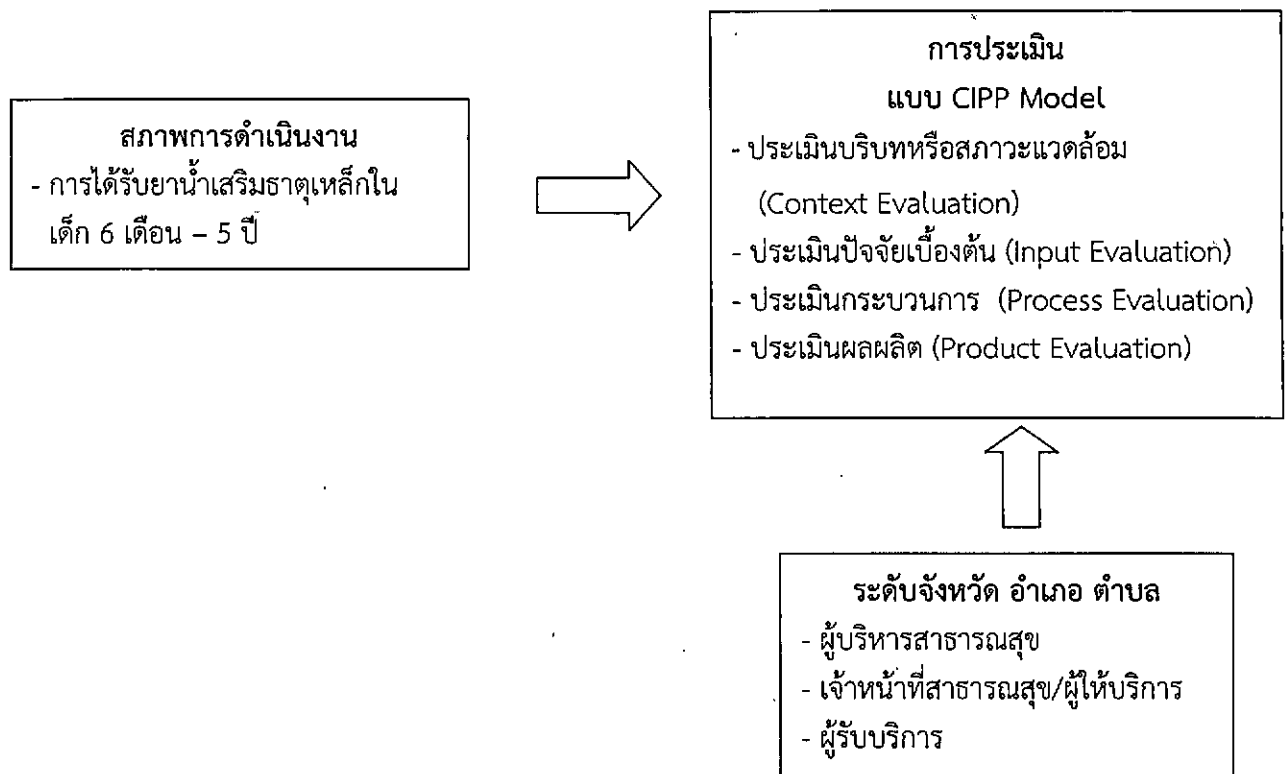 สภาพการดำเนินงาน
- การได้รับยาน้ำเสริมธาตุเหล็กใน
เด็ก 6 เดือน – 5 ปี
การประเมิน
แบบ CIPP Model
- ประเมินบริบทหรือสภาวะแวดล้อม
(Context Evaluation)
- ประเมินปัจจัยเบื้องต้น (Input Evaluation)
- ประเมินกระบวนการ (Process Evaluation)
- ประเมินผลผลิต (Product Evaluation)
ระดับจังหวัด อำเภอ ตำบล
- ผู้บริหารสาธารณสุข
- เจ้าหน้าที่สาธารณสุข/ผู้ให้บริการ
- ผู้รับบริการ